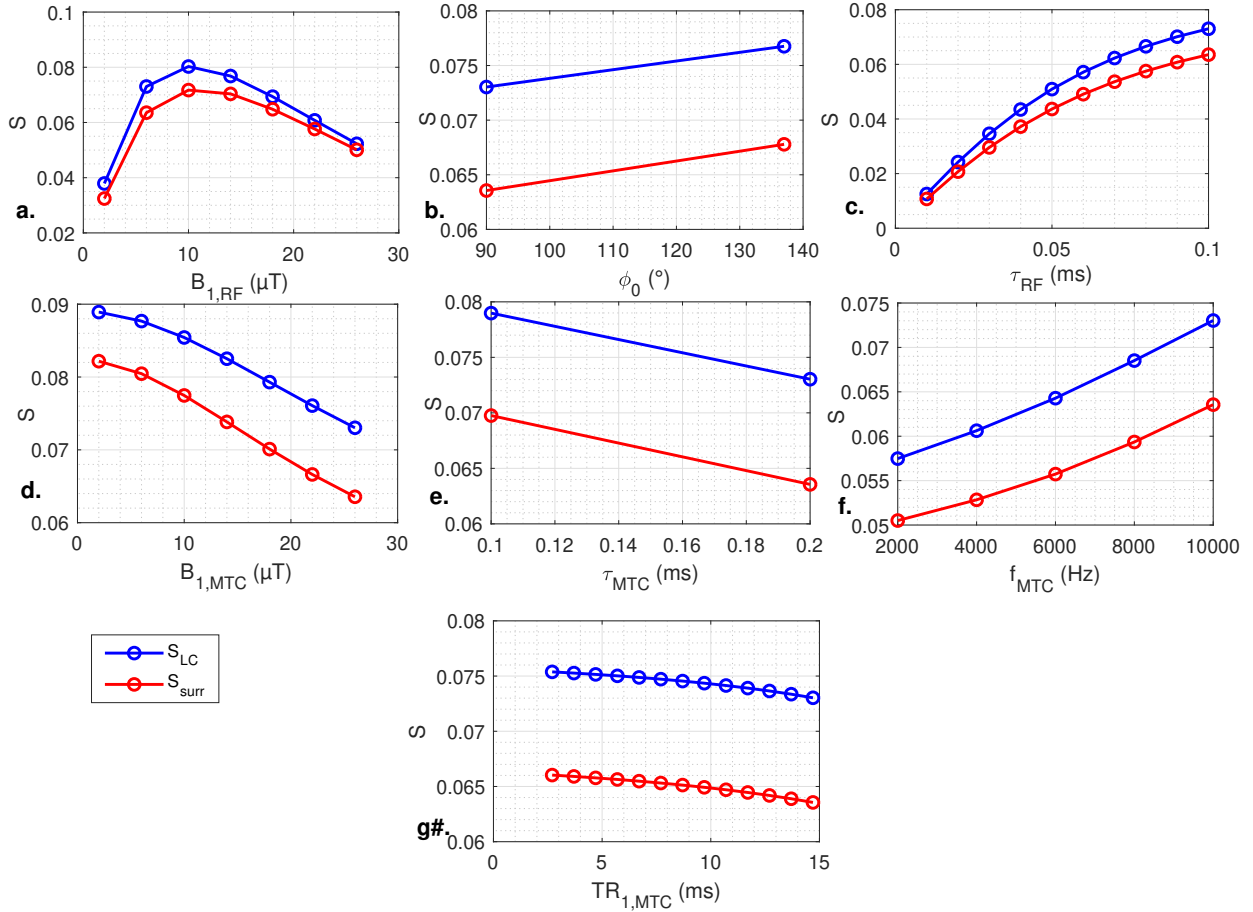 0.1
0.08
0.06
0.04
0.02
S
0 10 20 30
B1,RF (µT)
a.
0.08
0.075
0.07
0.065
0.06
S
90 100 110 120 130 140
ϕ0 (°)
b.
0.08
0.06
0.04
0.02
0
S
0 0.05 0.1
τRF (ms)
c.
0.09
0.08
0.07
0.06
S
0 10 20 30
B1,MTC (µT)
d.
0.08
0.075
0.07
0.065
0.06
S
0.1 0.12 0.14 0.16 0.18 0.2
τMTC (ms)
e.
0.075
0.07
0.065
0.06
0.055
0.05
S
2000 4000 6000 8000 10000
fMTC (Hz)
f.
SLC
Ssurr
0.08
0.075
0.07
0.065
0.06
S
0 5 10 15
TR1,MTC (ms)
g#.